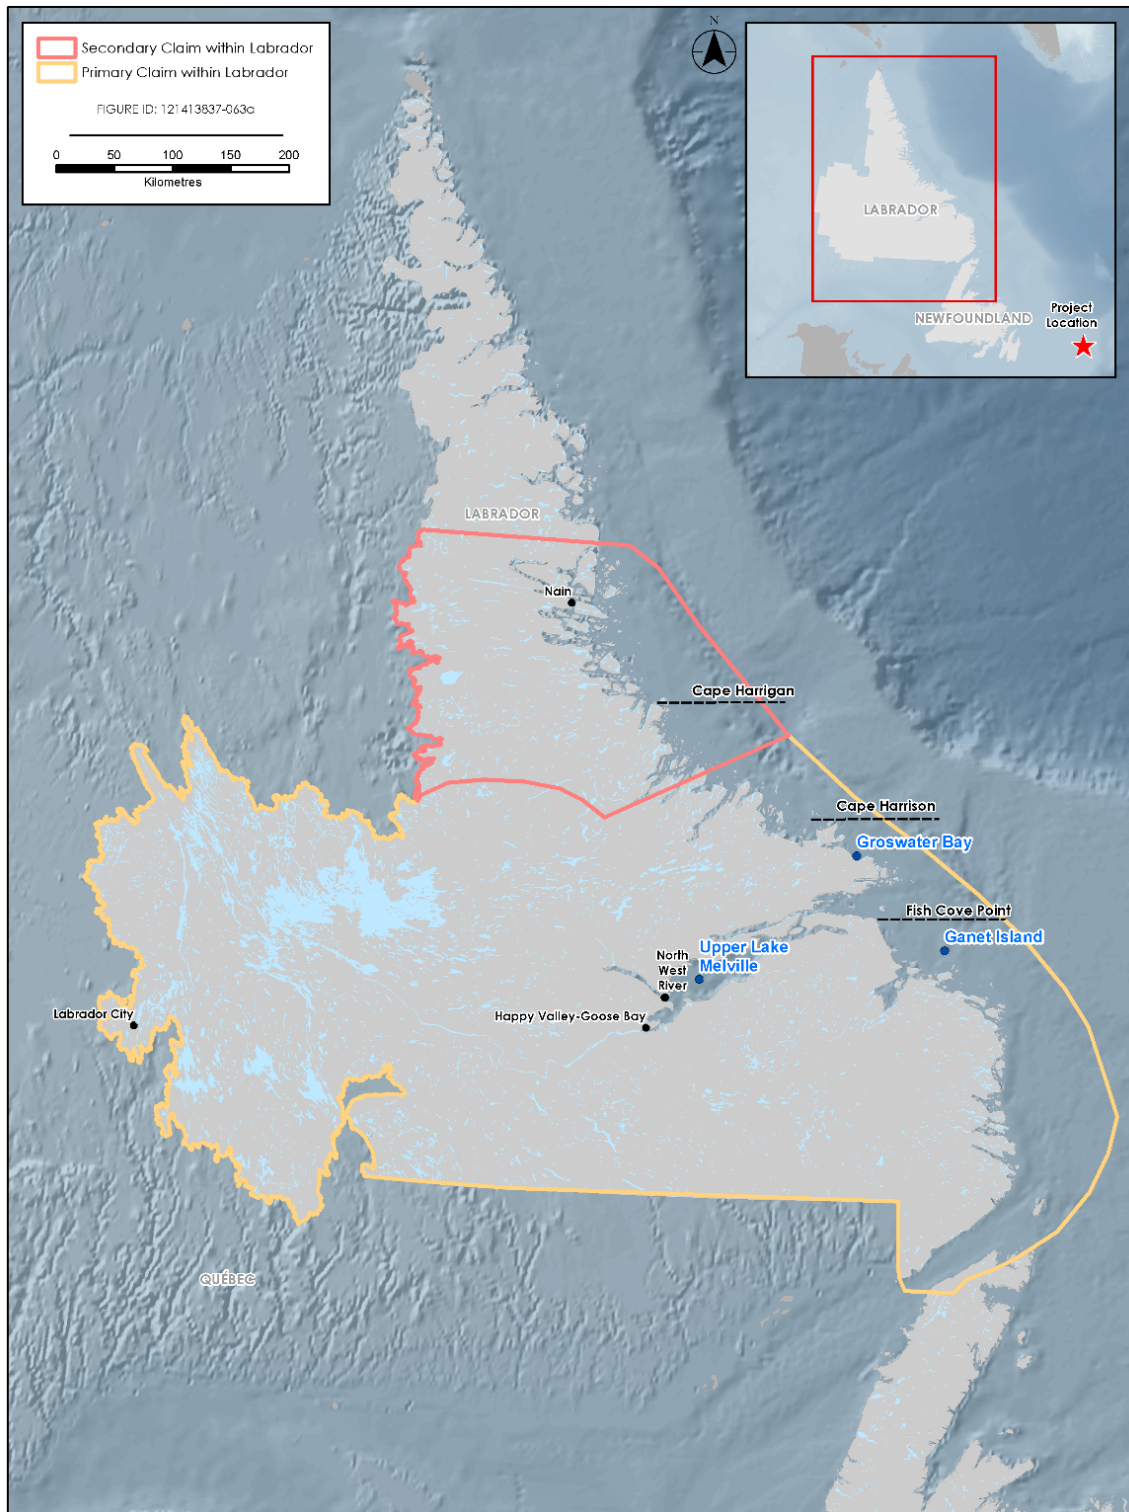 Secondary Claim within Labrador
Primary Claim within Labrador
FIGURE ID: 121413837-063a
0 50 100 150 200
Kilometres
N
LABRADOR
NEWFOUNDLAND
Project
Location
LABRADOR
Nain
Cape Harrigan
Cape Harrison
Groswater Bay
Fish Cove Point
Ganet Island
Upper Lake
Melville
North
West
River
Happy Valley-Goose Bay
Labrador City
QUÉBEC